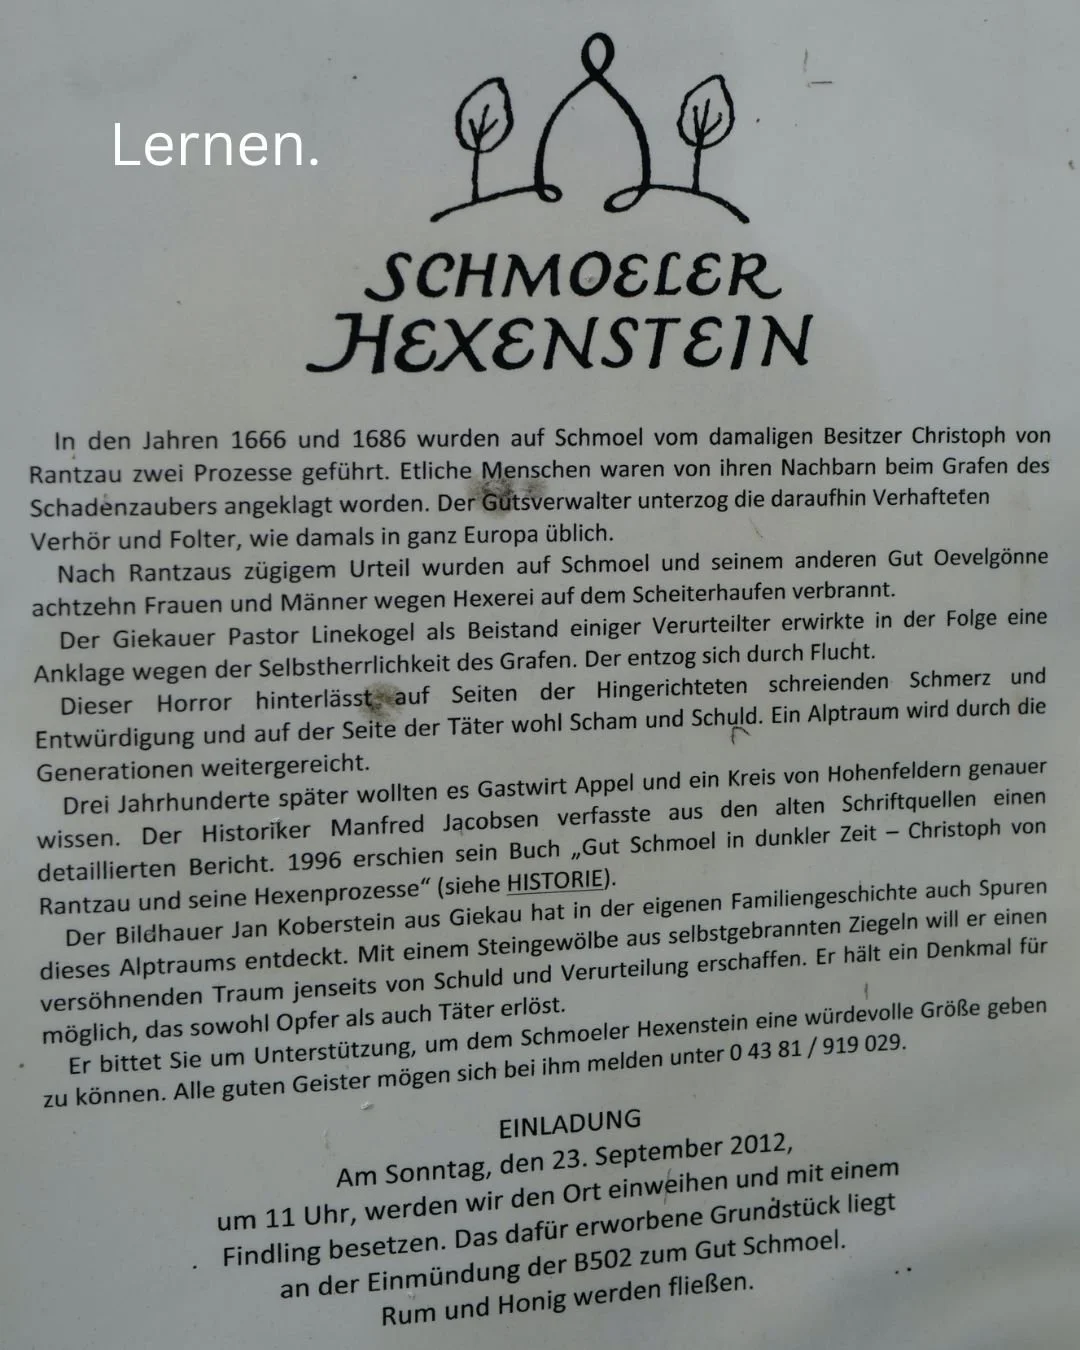 Lernen.
SCHMOELER
HEXENSTEIN
In den Jahren 1666 und 1686 wurden auf Schmoel vom damaligen Besitzer Christoph von
Rantzau zwei Prozesse geführt. Etliche Menschen waren von ihren Nachbarn beim Grafen des
Schadenzaubers angeklagt worden. Der Gutsverwalter unterzog die daraufhin Verhafteten
Verhör und Folter, wie damals in ganz Europa üblich.
Nach Rantzaus zügigem Urteil wurden auf Schmoel und seinem anderen Gut Oevelgönne
achtzehn Frauen und Männer wegen Hexerei auf dem Scheiterhaufen verbrannt.
Der Giekauer Pastor Linekogel als Beistand einiger Verurteilter erwirkte in der Folge eine
Anklage wegen der Selbstherrlichkeit des Grafen. Der entzog sich durch Flucht.
Dieser Horror hinterlässt auf Seiten der Hingerichteten schreienden Schmerz und
Entwürdigung und auf der Seite der Täter wohl Scham und Schuld. Ein Alptraum wird durch die
Generationen weitergereicht.
Drei Jahrhunderte später wollten es Gastwirt Appel und ein Kreis von Hohenfeldern genauer
wissen. Der Historiker Manfred Jacobsen verfasste aus den alten Schriftquellen einen
detaillierten Bericht. 1996 erschien sein Buch „Gut Schmoel in dunkler Zeit – Christoph von
Rantzau und seine Hexenprozesse“ (siehe HISTORIE).
Der Bildhauer Jan Koberstein aus Giekau hat in der eigenen Familiengeschichte auch Spuren
dieses Alptraums entdeckt. Mit einem Steingewölbe aus selbstgebrannten Ziegeln will er einen
versöhnenden Traum jenseits von Schuld und Verurteilung erschaffen. Er hält ein Denkmal für
möglich, das sowohl Opfer als auch Täter erlöst.
Er bittet Sie um Unterstützung, um dem Schmoeler Hexenstein eine würdevolle Größe geben
zu können. Alle guten Geister mögen sich bei ihm melden unter 0 43 81 / 919 029.
EINLADUNG
Am Sonntag, den 23. September 2012,
um 11 Uhr, werden wir den Ort einweihen und mit einem
Findling besetzen. Das dafür erworbene Grundstück liegt
an der Einmündung der B502 zum Gut Schmoel.
Rum und Honig werden fließen.